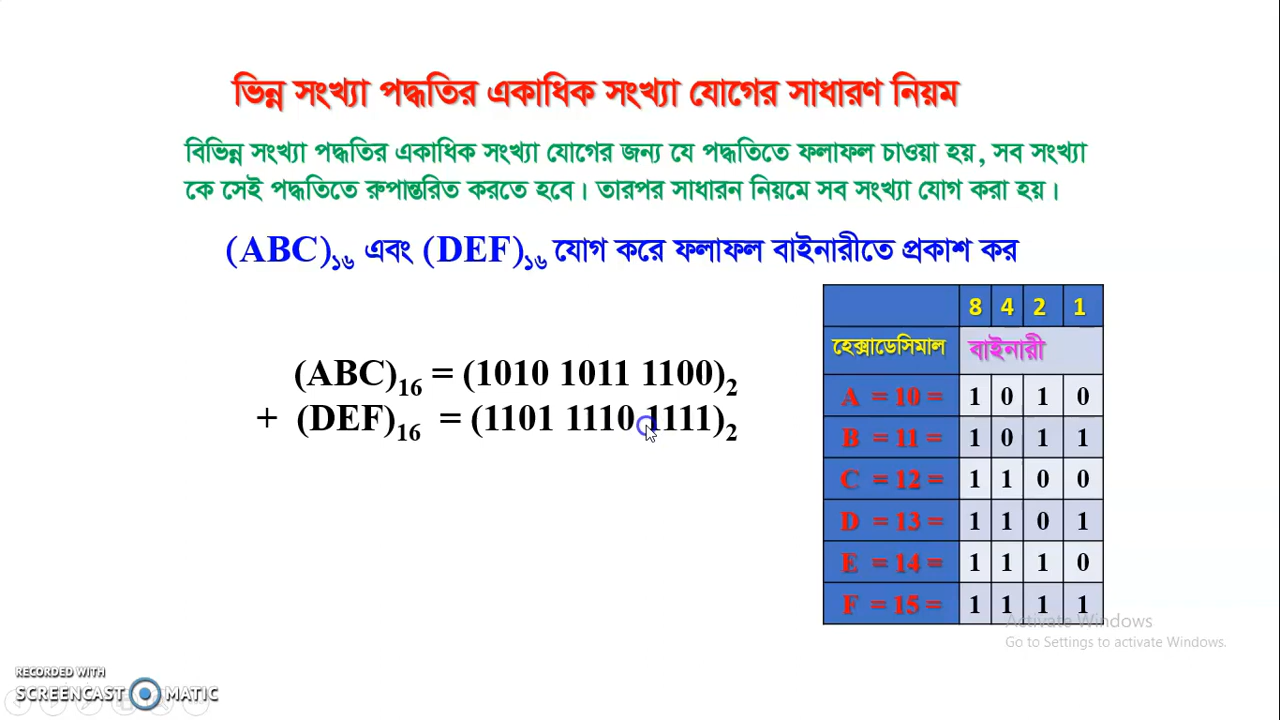 ভিন্ন সংখ্যা পদ্ধতির একাধিক সংখ্যা যোগের সাধারণ নিয়ম
বিভিন্ন সংখ্যা পদ্ধতির একাধিক সংখ্যা যোগের জন্য যে পদ্ধতিতে ফলাফল চাওয়া হয়, সব সংখ্যা
কে সেই পদ্ধতিতে রুপান্তরিত করতে হবে। তারপর সাধারন নিয়মে সব সংখ্যা যোগ করা হয়।
(ABC)১৬ এবং (DEF)১৬ যোগ করে ফলাফল বাইনারীতে প্রকাশ কর
(ABC)16 = (1010 1011 1100)2
+ (DEF)16 = (1101 1110 1111)2
8 4 2 1
হেক্সাডেসিমাল বাইনারী
A = 10 = 1 0 1 0
B = 11 = 1 0 1 1
C = 12 = 1 1 0 0
D = 13 = 1 1 0 1
E = 14 = 1 1 1 0
F = 15 = 1 1 1 1
Activate Windows
Go to Settings to activate Windows.
RECORDED WITH
SCREENCAST MATIC